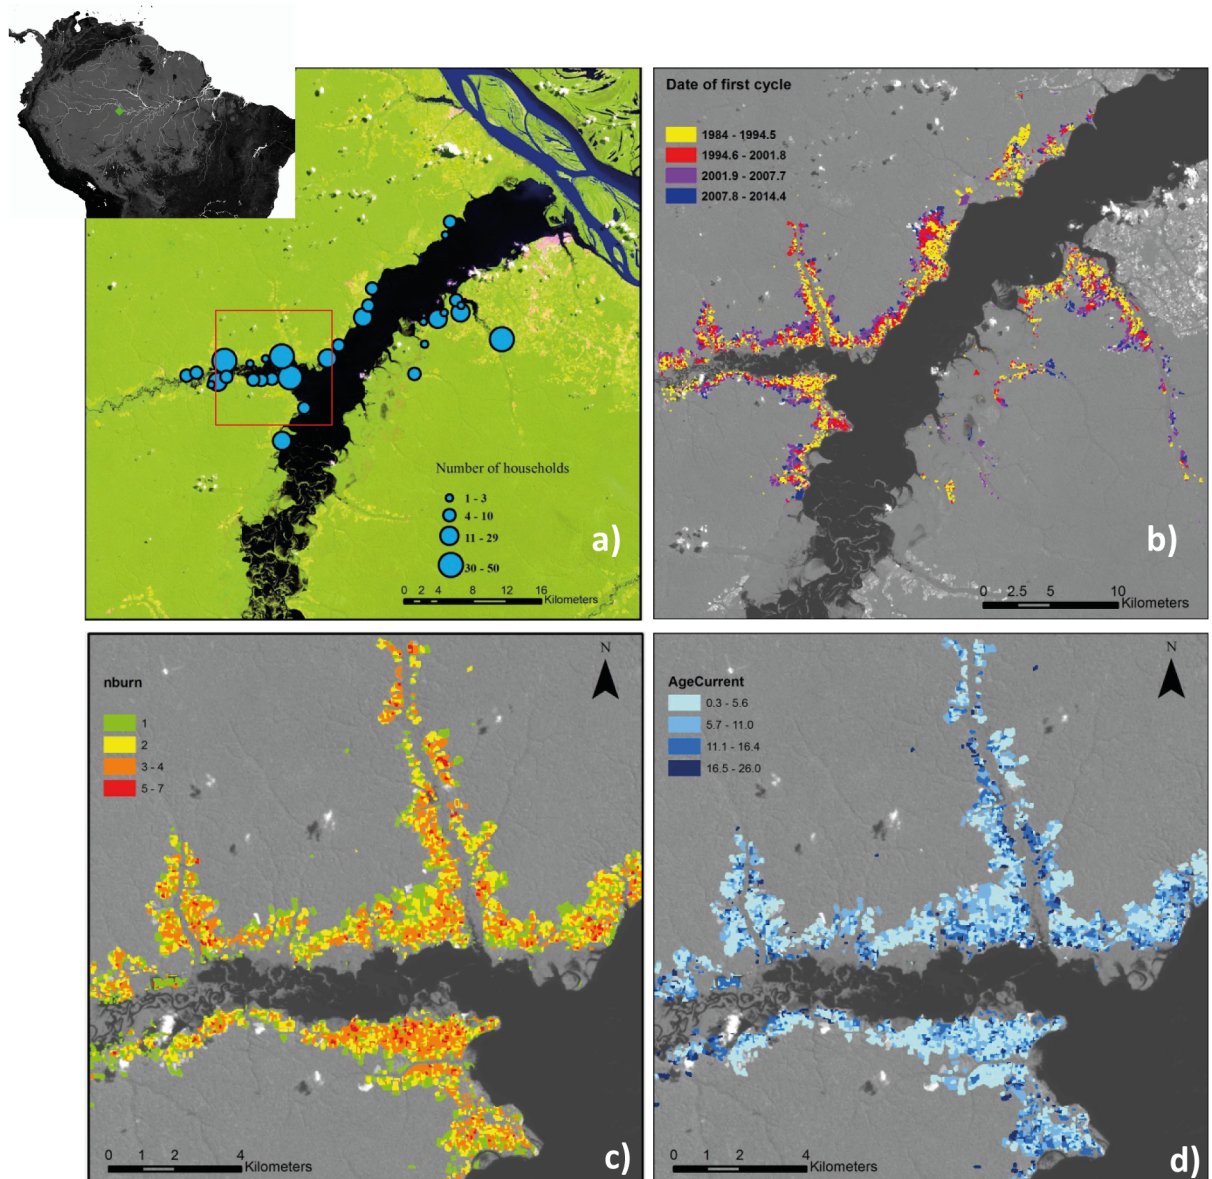 Number of households
1 - 3
4 - 10
11 - 29
30 - 50
0 2 4 8 12 16
Kilometers
a)
Date of first cycle
1984 - 1994.5
1994.6 - 2001.8
2001.9 - 2007.7
2007.8 - 2014.4
0 2.5 5 10
Kilometers
b)
nburn
1
2
3 - 4
5 - 7
N
0 1 2 4
Kilometers
c)
AgeCurrent
0.3 - 5.6
5.7 - 11.0
11.1 - 16.4
16.5 - 26.0
N
0 1 2 4
Kilometers
d)